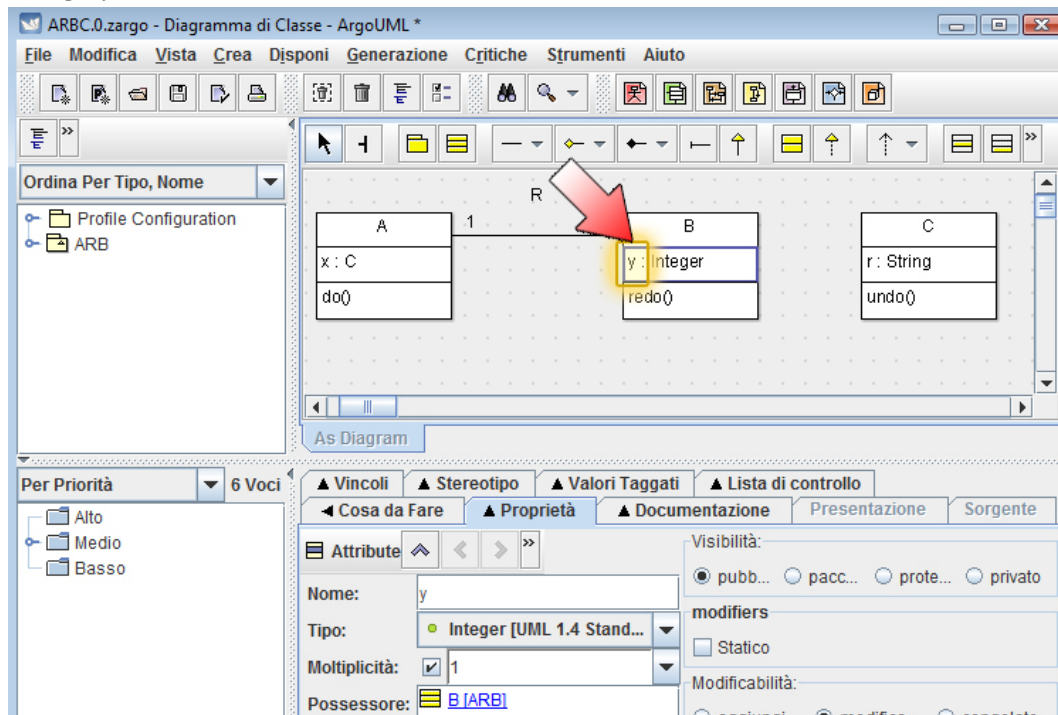 ARBC.0.zargo - Diagramma di Classe - ArgoUML *
File Modifica Vista Crea Disponi Generazione Critiche Strumenti Aiuto
Ordina Per Tipo, Nome
Profile Configuration
ARB
R
A 1 B C
x : C y : Integer r : String
do() redo() undo()
As Diagram
Per Priorità 6 Voci
Alto
Medio
Basso
Vincoli Stereotipo Valori Taggati Lista di controllo
Cosa da Fare Proprietà Documentazione Presentazione Sorgente
Attribute
Visibilità:
pubb... pacc... prote... privato
Nome: y
modifiers
Tipo: Integer [UML 1.4 Stand...
Statico
Moltiplicità: 1
Modificabilità:
Possessore: B [ARB]